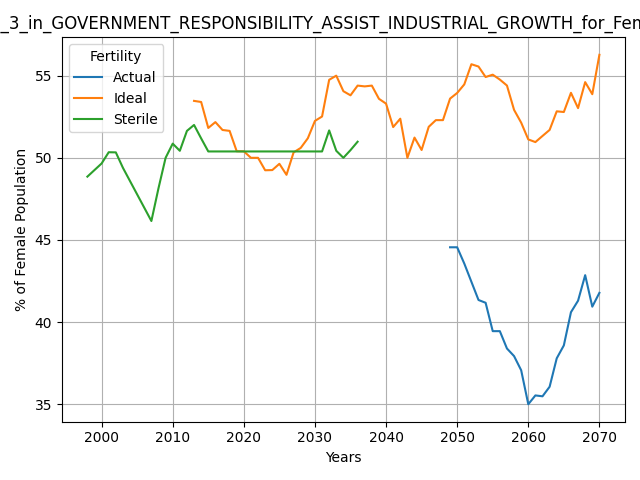 _3_in_GOVERNMENT_RESPONSIBILITY_ASSIST_INDUSTRIAL_GROWTH_for_Fem
Fertility
Actual
Ideal
Sterile
55
50
45
40
35
% of Female Population
2000 2010 2020 2030 2040 2050 2060 2070
Years